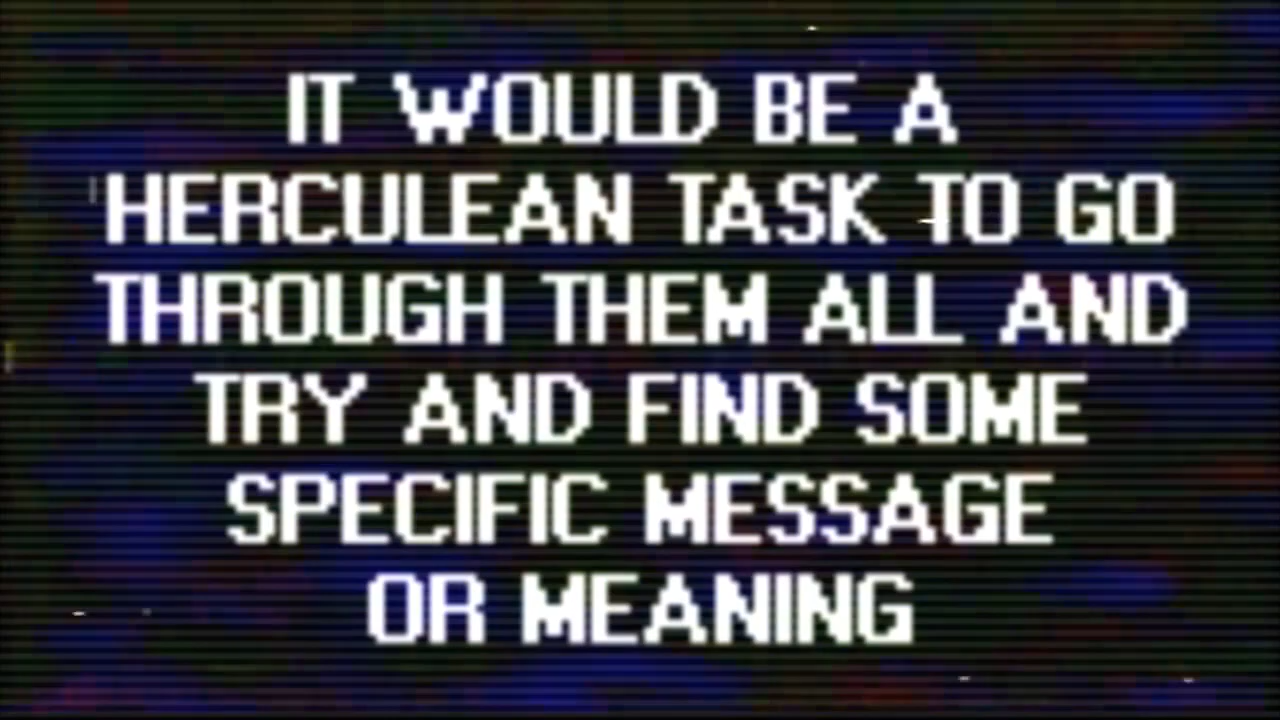 IT WOULD BE A
HERCULEAN TASK TO GO
THROUGH THEM ALL AND
TRY AND FIND SOME
SPECIFIC MESSAGE
OR MEANING